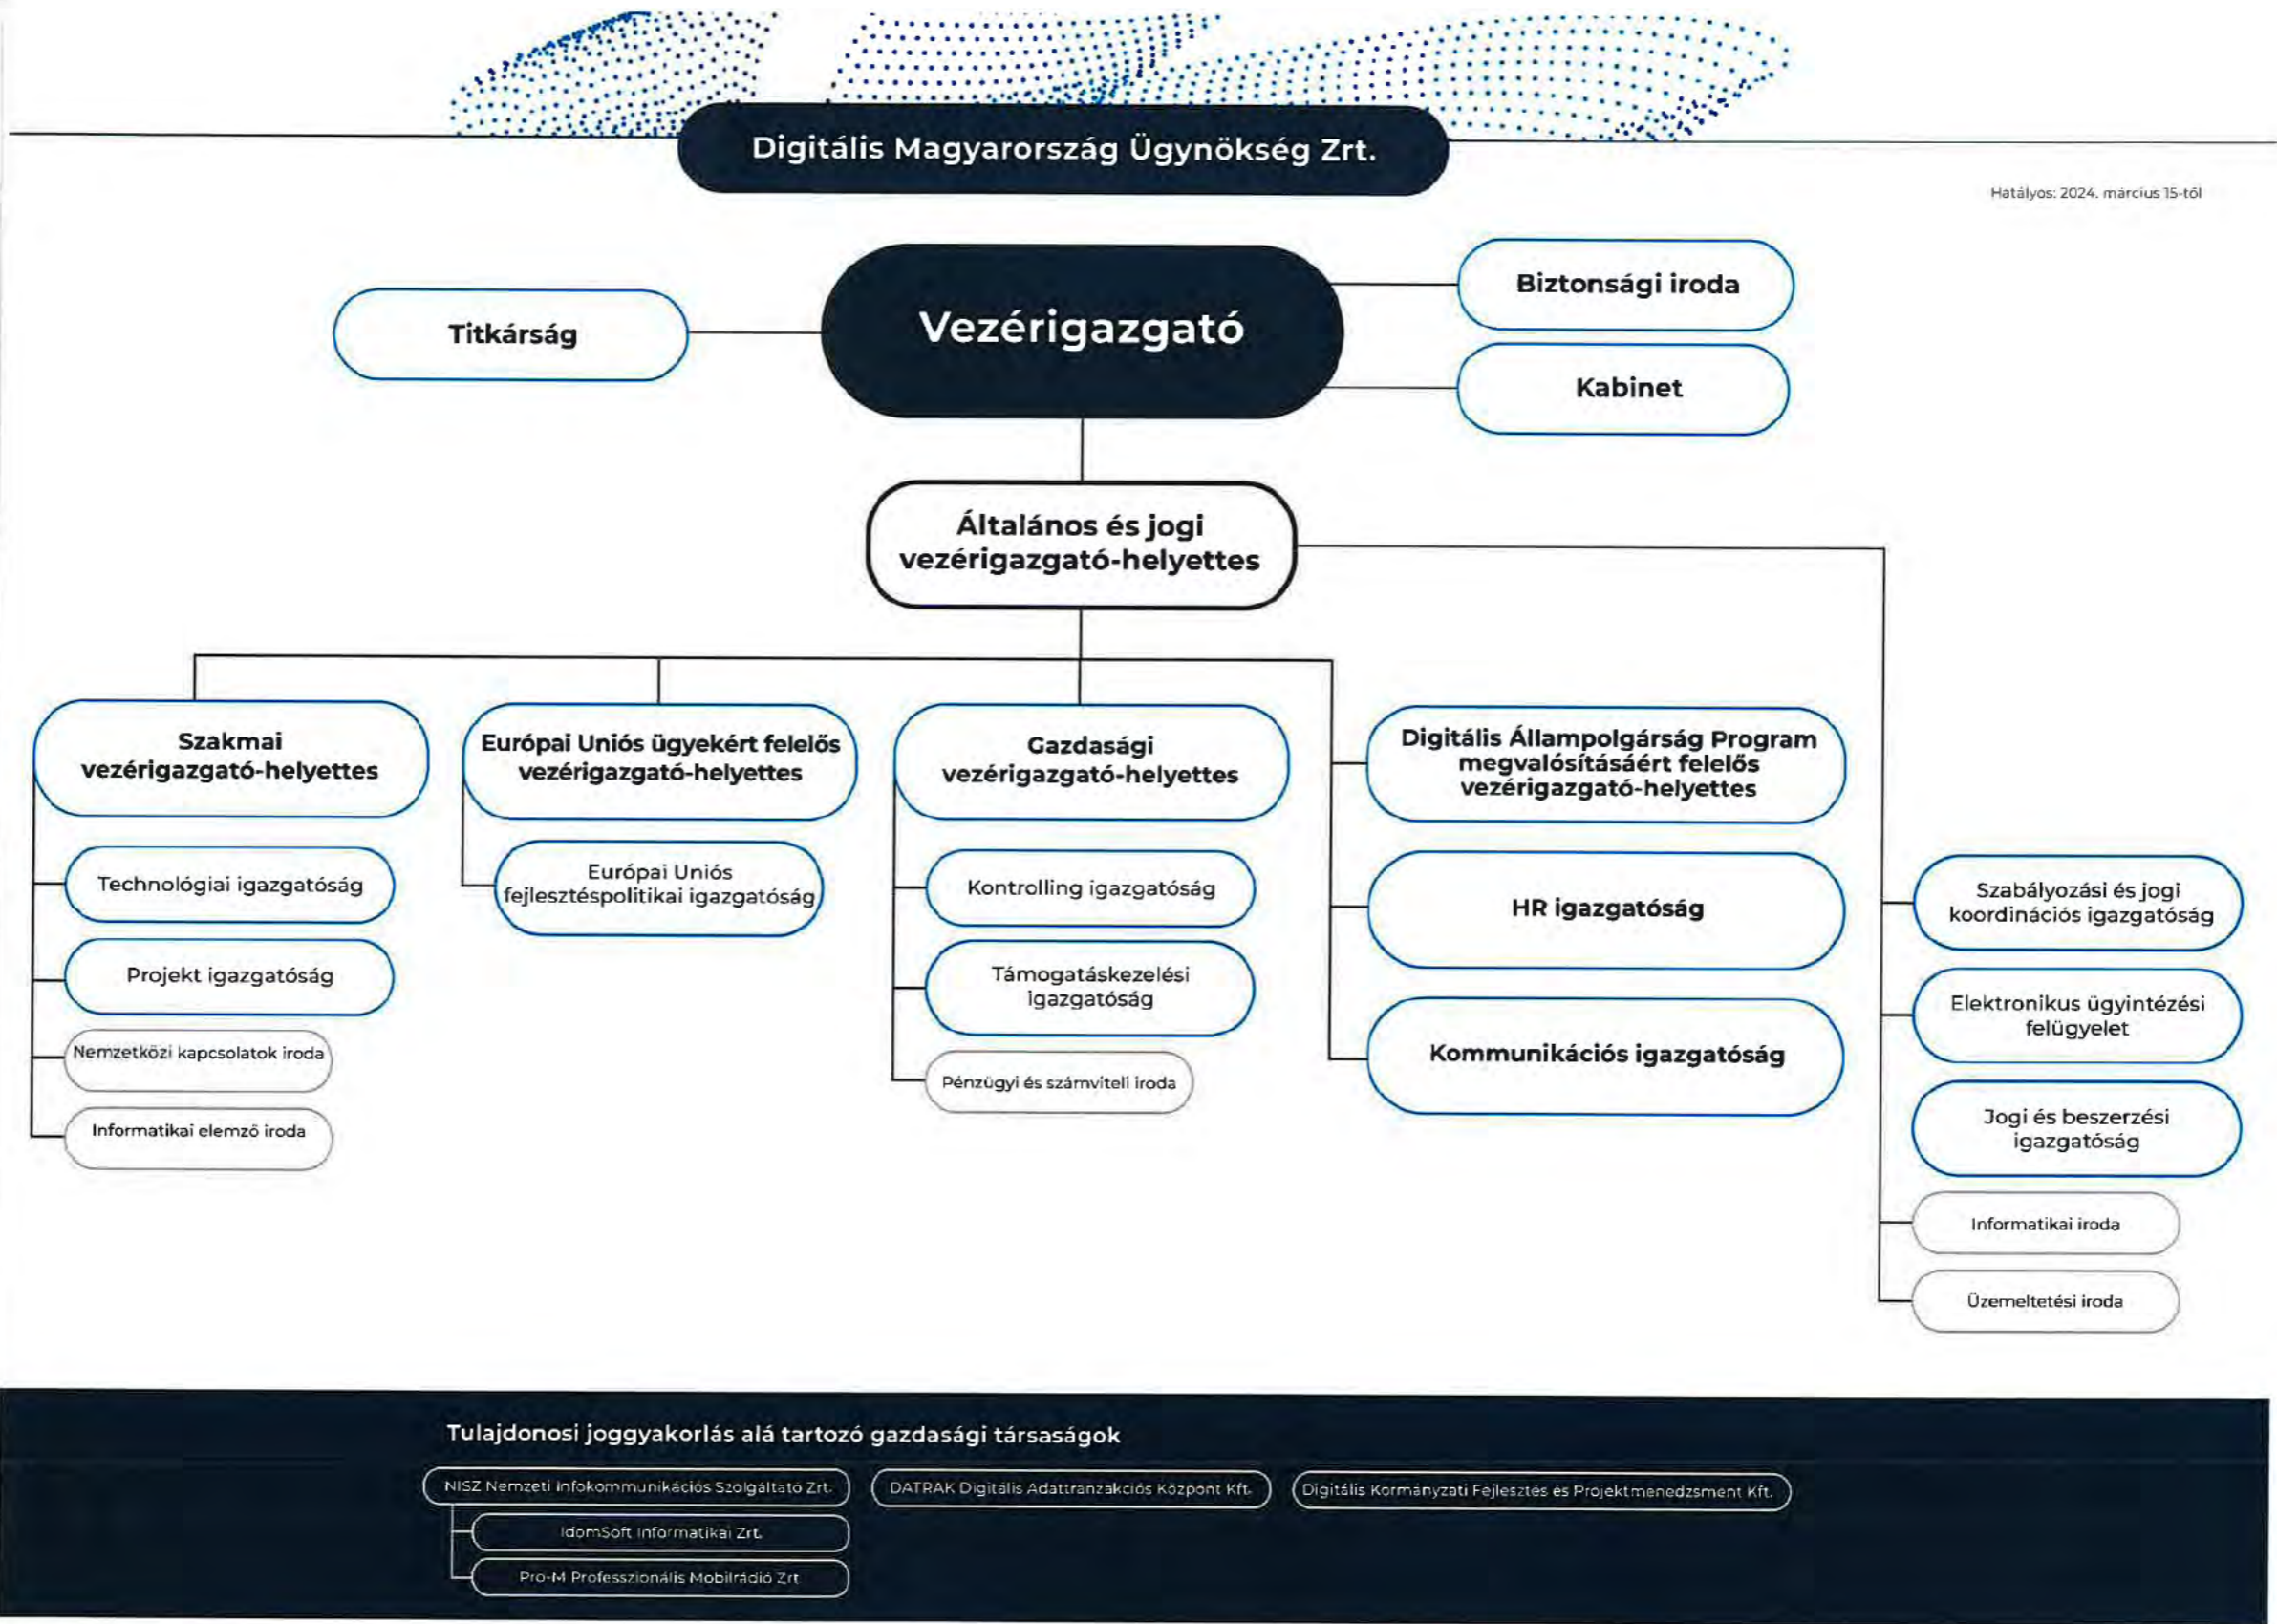 Digitális Magyarország Ügynökség Zrt.
Hatályos: 2024. március 15-től
Titkárság
Vezérigazgató
Biztonsági iroda
Kabinet
Általános és jogi
vezérigazgató-helyettes
Szakmai
vezérigazgató-helyettes
Technológiai igazgatóság
Projekt igazgatóság
Nemzetközi kapcsolatok iroda
Informatikai elemző iroda
Európai Uniós ügyekért felelős
vezérigazgató-helyettes
Európai Uniós
fejlesztéspolitikai igazgatóság
Gazdasági
vezérigazgató-helyettes
Kontrolling igazgatóság
Támogatáskezelési
igazgatóság
Pénzügyi és számviteli iroda
Digitális Állampolgárság Program
megvalósításáért felelős
vezérigazgató-helyettes
HR igazgatóság
Kommunikációs igazgatóság
Szabályozási és jogi
koordinációs igazgatóság
Elektronikus ügyintézési
felügyelet
Jogi és beszerzési
igazgatóság
Informatikai iroda
Üzemeltetési iroda
Tulajdonosi joggyakorlás alá tartozó gazdasági társaságok
NISZ Nemzeti Infokommunikációs Szolgáltató Zrt.
IdomSoft Informatikai Zrt.
Pro-M Professzionális Mobilrádió Zrt
DATRAK Digitális Adattranzakciós Központ Kft.
Digitális Kormányzati Fejlesztés és Projektmenedzsment Kft.